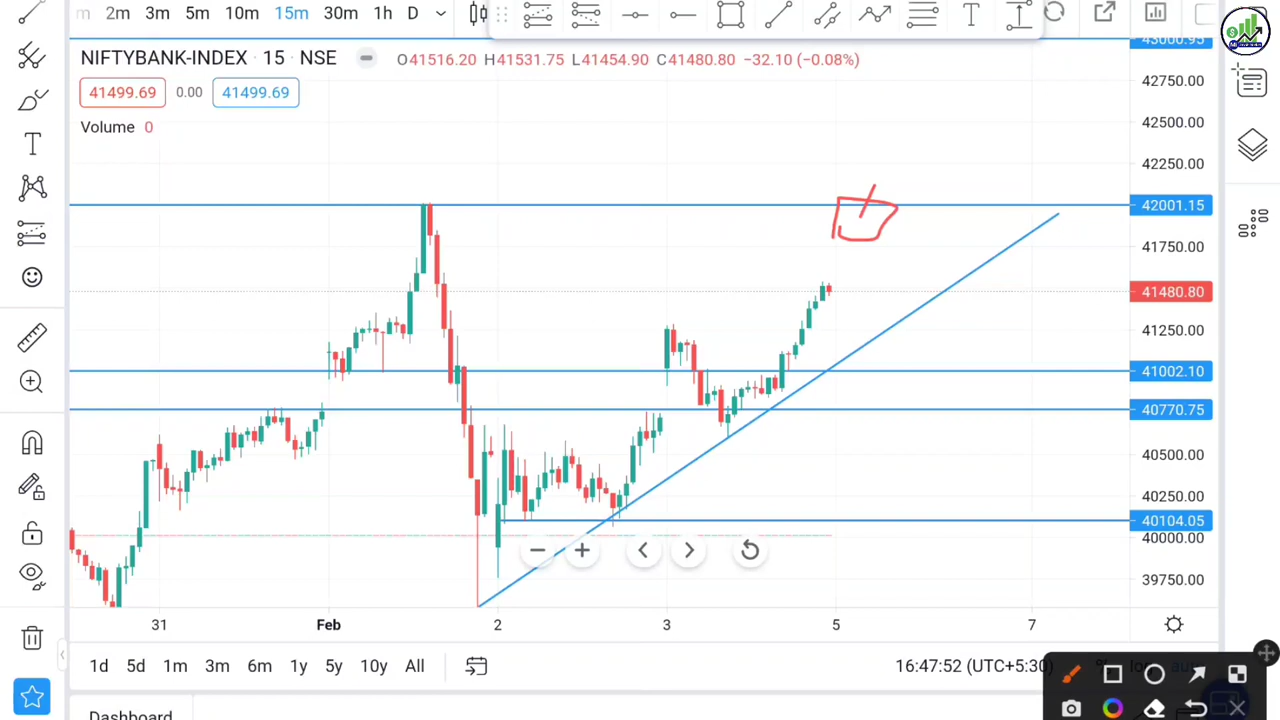 m 2m 3m 5m 10m 15m 30m 1h D
43000.95
NIFTYBANK-INDEX · 15 · NSE O41516.20 H41531.75 L41454.90 C41480.80 −32.10 (−0.08%)
42750.00
41499.69 0.00 41499.69
42500.00
Volume 0
42250.00
42001.15
41750.00
41480.80
41250.00
41002.10
40770.75
40500.00
40250.00
40104.05
40000.00
39750.00
31 Feb 2 3 5 7
1d 5d 1m 3m 6m 1y 5y 10y All 16:47:52 (UTC+5:30) % log auto
Dashboard